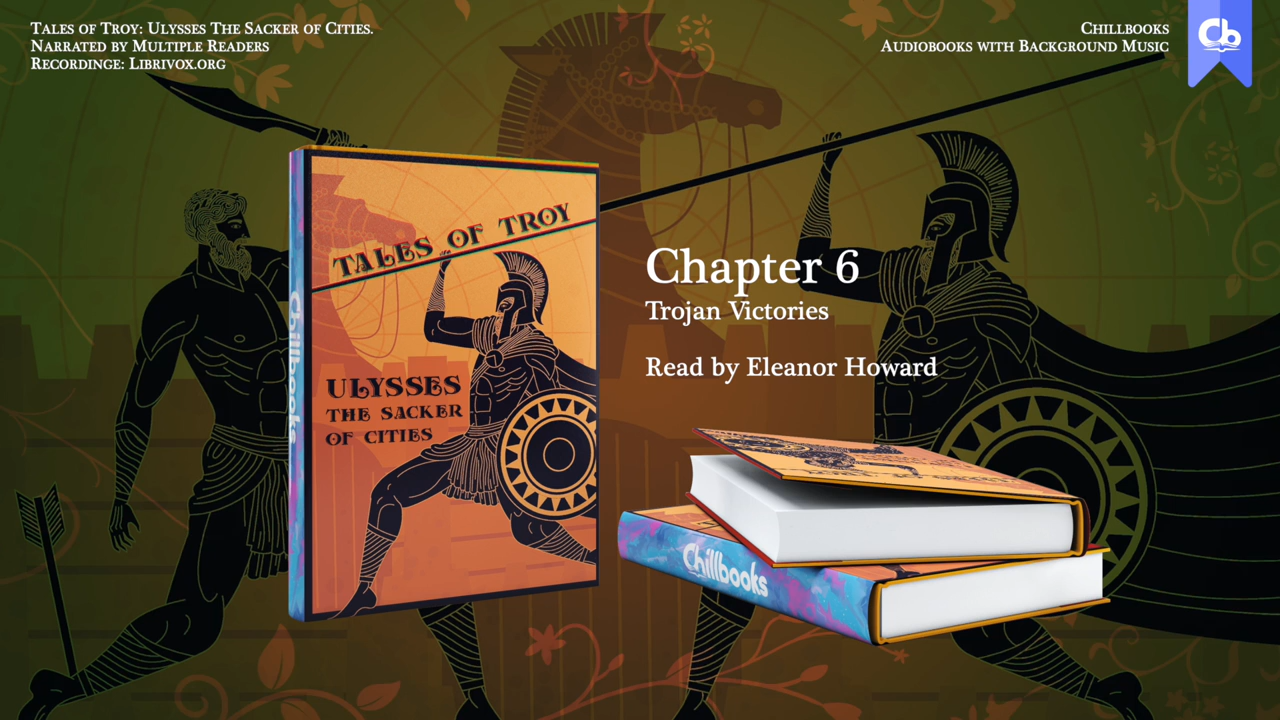 Tales of Troy: Ulysses The Sacker of Cities.
Narrated by Multiple Readers
Recordinge: Librivox.org
Chillbooks
Audiobooks with Background Music
Cb
TALES OF TROY
ULYSSES
THE SACKER
OF CITIES
Chillbooks
Chapter 6
Trojan Victories
Read by Eleanor Howard
Chillbooks